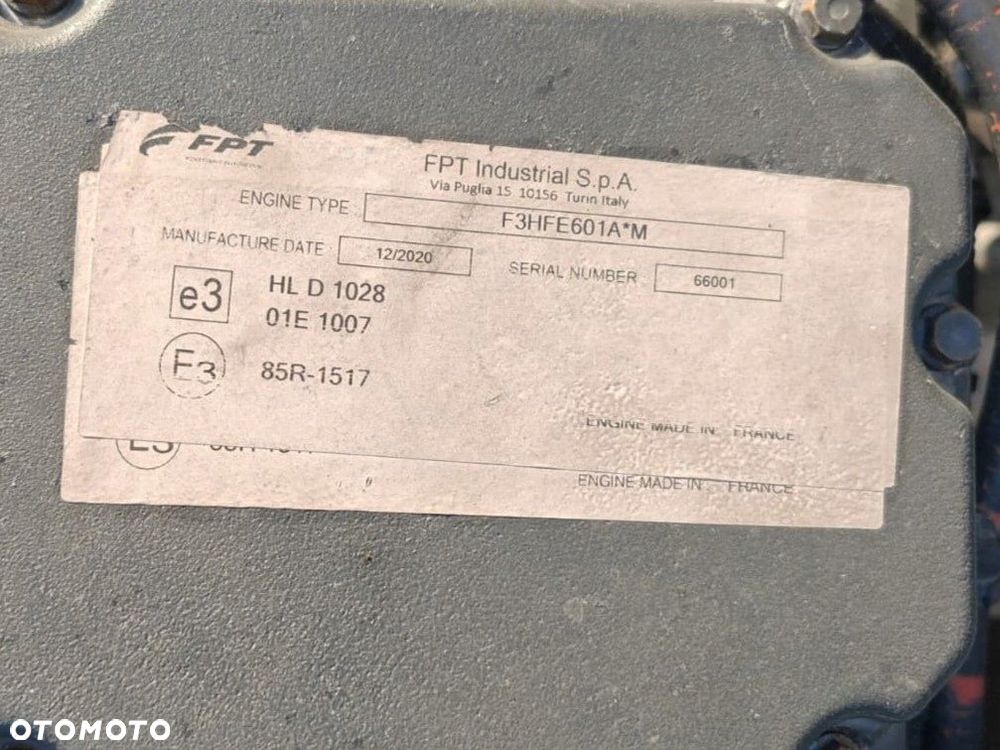 FPT
FPT Industrial S.p.A.
Via Puglia 15 10156 Turin Italy
ENGINE TYPE F3HFE601A*M
MANUFACTURE DATE 12/2020 SERIAL NUMBER 66001
e3 HL D 1028
01E 1007
E3 85R-1517
ENGINE MADE IN FRANCE
E3
ENGINE MADE IN: FRANCE
OTOMOTO